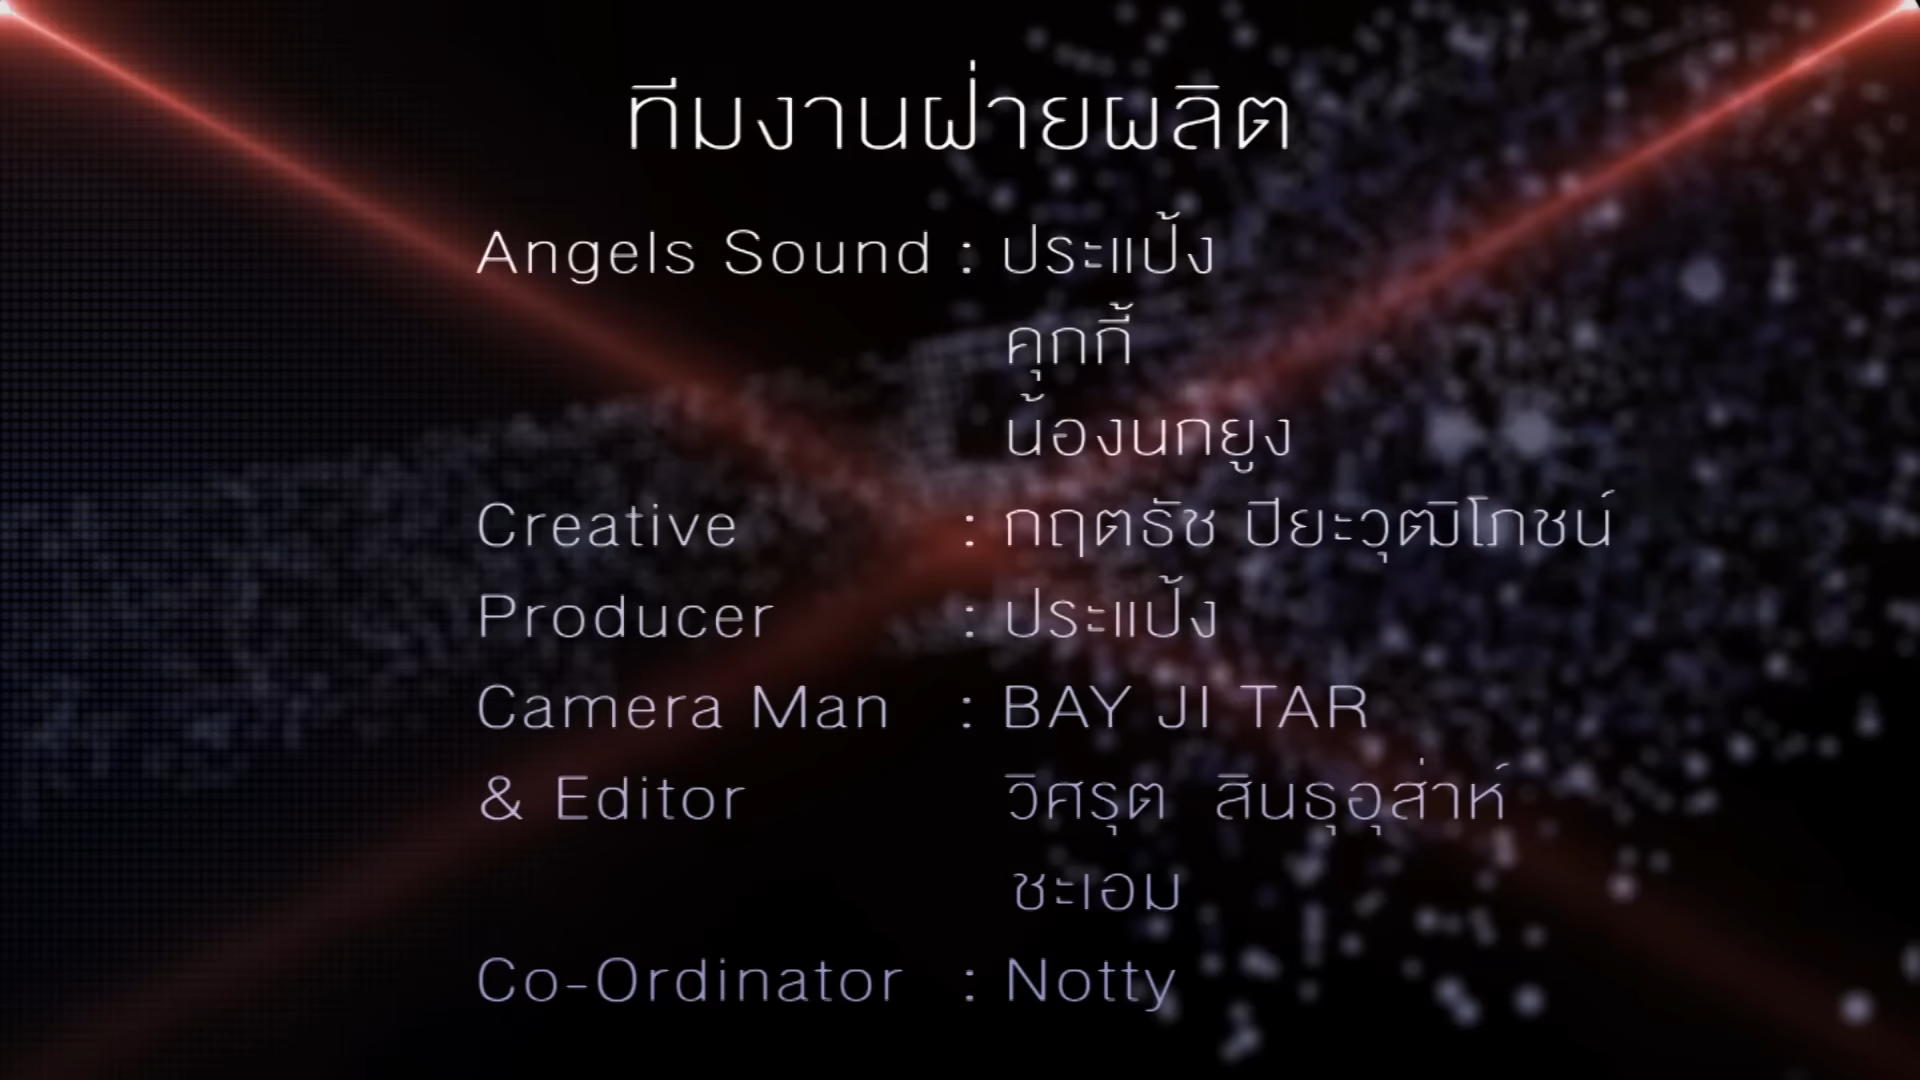 ทีมงานฝ่ายผลิต
Angels Sound : ประแป้ง
คุกกี้
น้องนกยูง
Creative : กฤตธัช ปิยะวุฒิโภชน์
Producer : ประแป้ง
Camera Man : BAY JI TAR
& Editor วิศรุต สินธุอุส่าห์
ชะเอม
Co-Ordinator : Notty